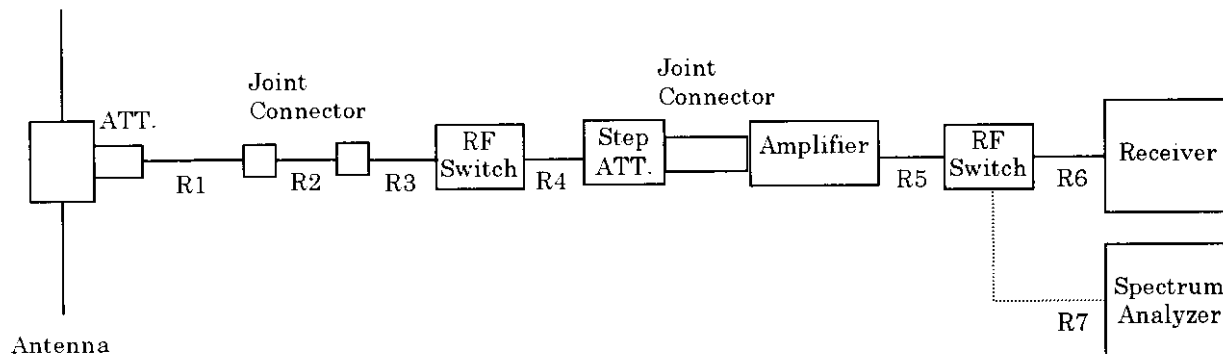 ATT.
Joint
Connector
Joint
Connector
RF
Switch
Step
ATT.
Amplifier
RF
Switch
Receiver
R1
R2
R3
R4
R5
R6
Spectrum
Analyzer
R7
Antenna